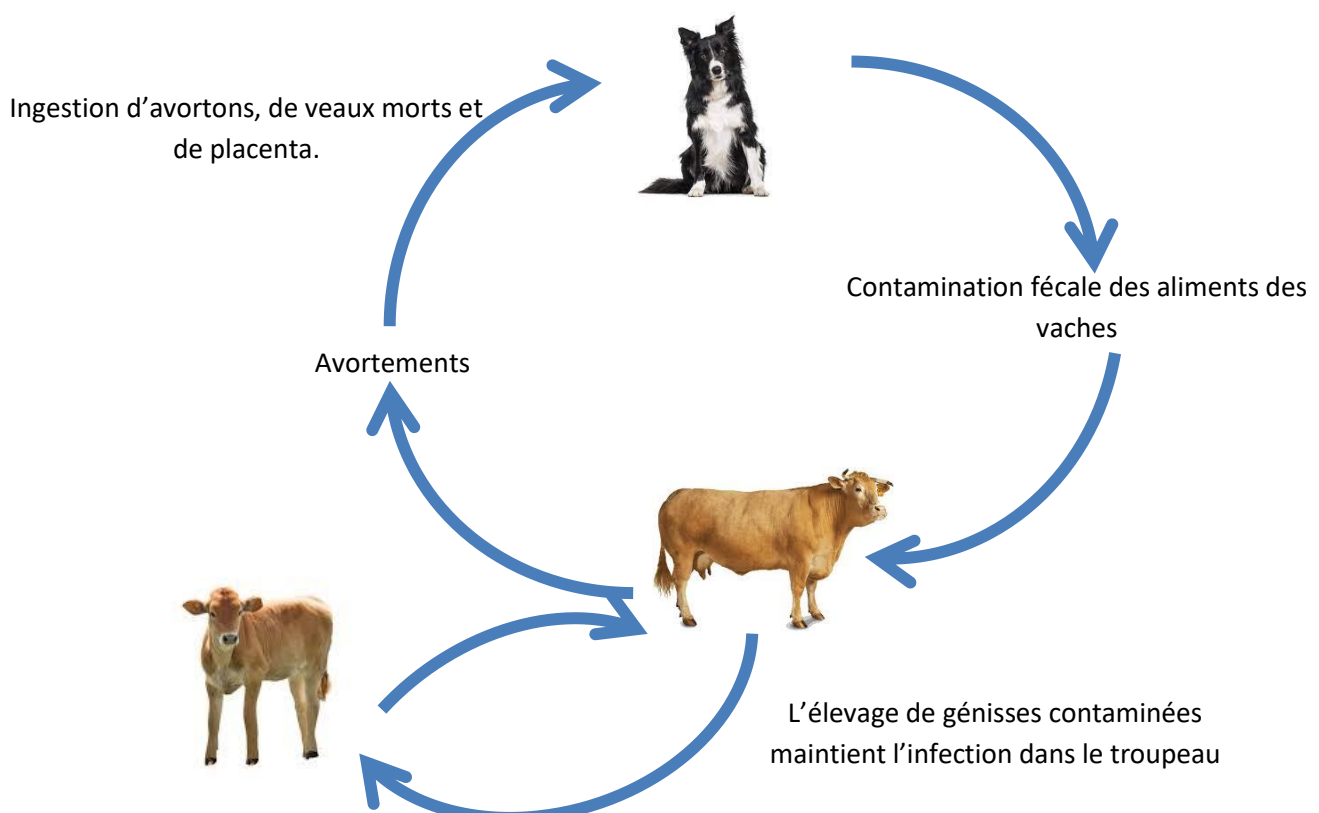 Ingestion d’avortons, de veaux morts et
de placenta.
Contamination fécale des aliments des
vaches
Avortements
L’élevage de génisses contaminées
maintient l’infection dans le troupeau